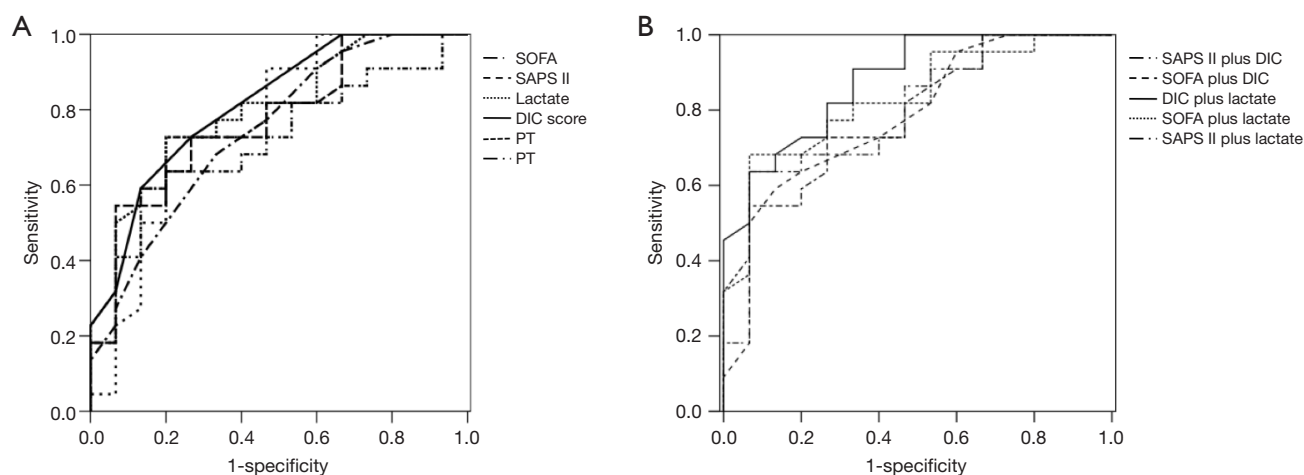 A
1.0
0.8
0.6
0.4
0.2
0.0
Sensitivity
0.0 0.2 0.4 0.6 0.8 1.0
1-specificity
SOFA
SAPS II
Lactate
DIC score
PT
PT
B
1.0
0.8
0.6
0.4
0.2
0.0
Sensitivity
0.0 0.2 0.4 0.6 0.8 1.0
1-specificity
SAPS II plus DIC
SOFA plus DIC
DIC plus lactate
SOFA plus lactate
SAPS II plus lactate